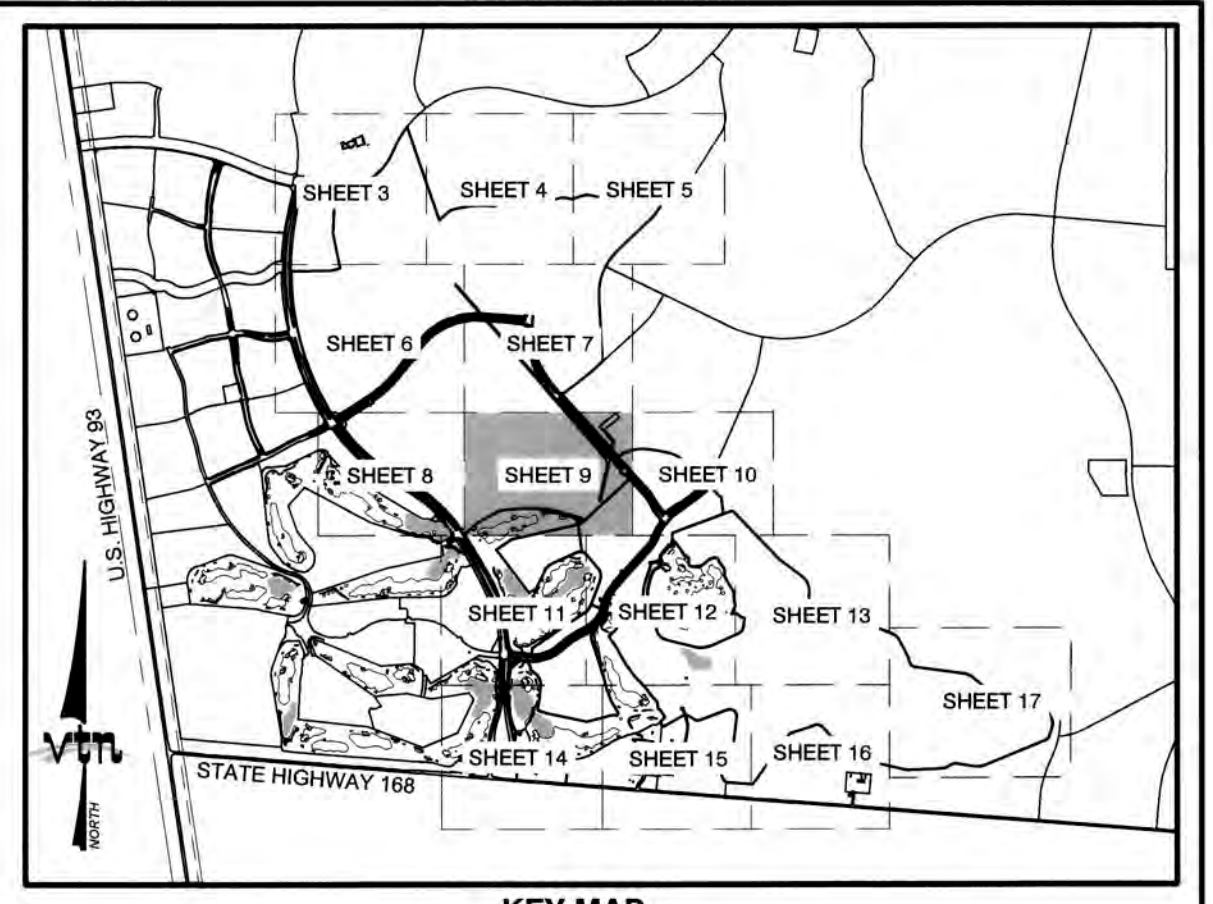 SHEET 3
SHEET 4
SHEET 5
SHEET 6
SHEET 7
SHEET 8
SHEET 9
SHEET 10
U.S. HIGHWAY 93
SHEET 11
SHEET 12
SHEET 13
SHEET 17
SHEET 14
SHEET 15
SHEET 16
vtn
STATE HIGHWAY 168
NORTH
KEY MAP